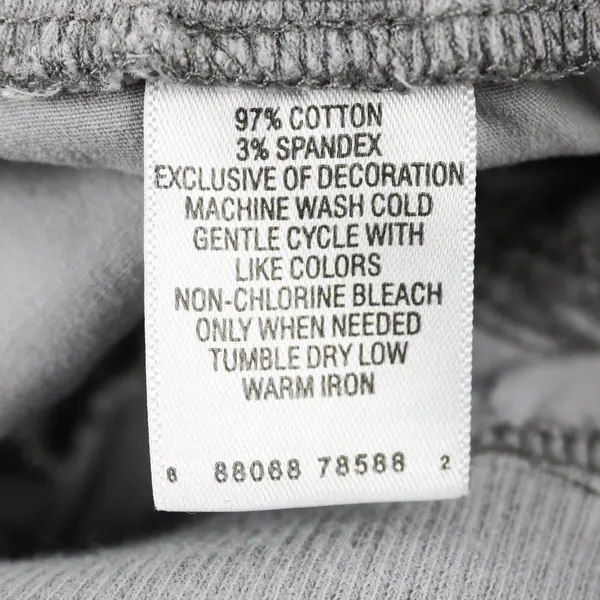 97% COTTON
3% SPANDEX
EXCLUSIVE OF DECORATION
MACHINE WASH COLD
GENTLE CYCLE WITH
LIKE COLORS
NON-CHLORINE BLEACH
ONLY WHEN NEEDED
TUMBLE DRY LOW
WARM IRON
8 88068 78588 2